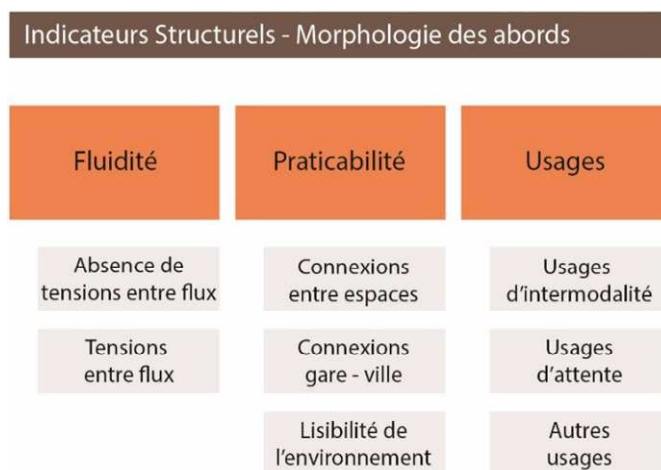 Indicateurs Structurels - Morphologie des abords
Fluidité
Praticabilité
Usages
Absence de
tensions entre flux
Connexions
entre espaces
Usages
d'intermodalité
Tensions
entre flux
Connexions
gare - ville
Usages
d'attente
Lisibilité de
l'environnement
Autres
usages